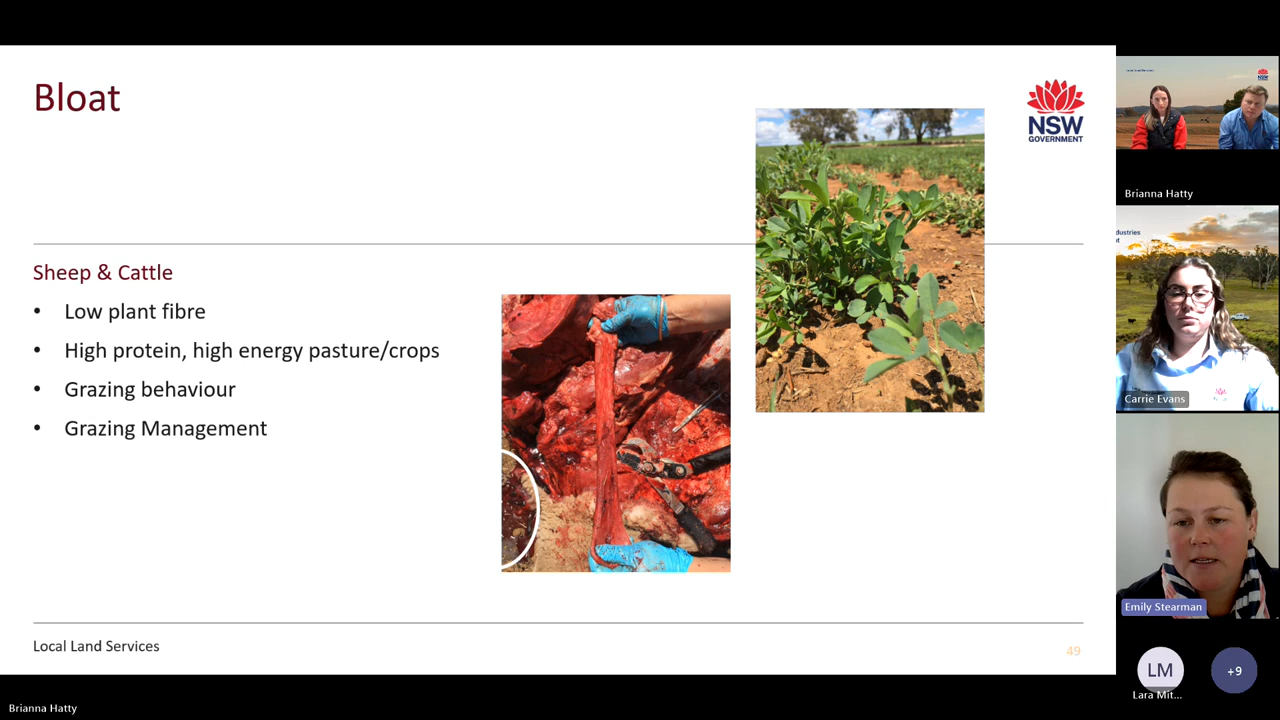 Bloat
NSW
GOVERNMENT
Sheep & Cattle
• Low plant fibre
• High protein, high energy pasture/crops
• Grazing behaviour
• Grazing Management
Local Land Services
49
Brianna Hatty
Brianna Hatty
Carrie Evans
Emily Stearman
LM
+9
Lara Mit...